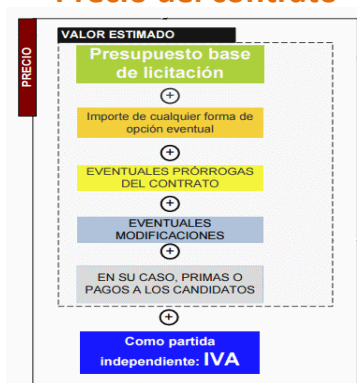 Precio del contrato
PRECIO
VALOR ESTIMADO
Presupuesto base
de licitación
+
Importe de cualquier forma de
opción eventual
+
EVENTUALES PRÓRROGAS
DEL CONTRATO
+
EVENTUALES
MODIFICACIONES
+
EN SU CASO, PRIMAS O
PAGOS A LOS CANDIDATOS
+
Como partida
independiente: IVA